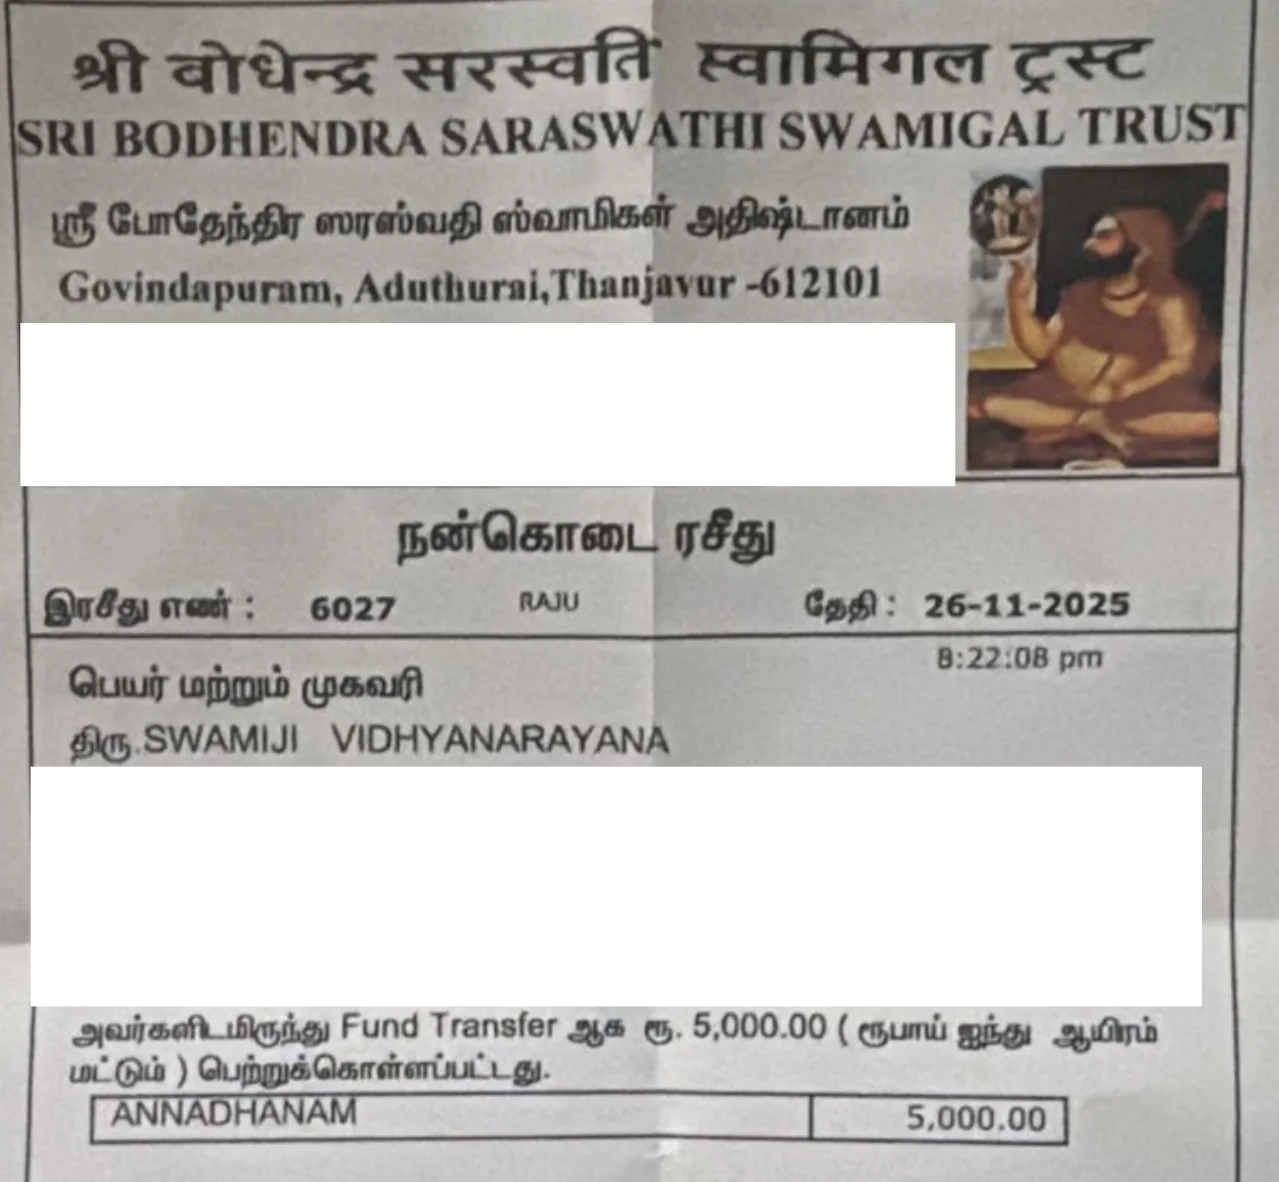 श्री वोधेन्द्र सरस्वति स्वामिगल ट्रस्ट
SRI BODHENDRA SARASWATHI SWAMIGAL TRUST
ஸ்ரீ போதேந்திர ஸரஸ்வதி ஸ்வாமிகள் அதிஷ்டானம்
Govindapuram, Aduthurai,Thanjavur -612101
நன்கொடை ரசீது
இரசீது எண் : 6027 RAJU தேதி : 26-11-2025
8:22:08 pm
பெயர் மற்றும் முகவரி
திரு.SWAMIJI VIDHYANARAYANA
அவர்களிடமிருந்து Fund Transfer ஆக ரூ. 5,000.00 ( ரூபாய் ஐந்து ஆயிரம்
மட்டும் ) பெற்றுக்கொள்ளப்பட்டது.
ANNADHANAM 5,000.00